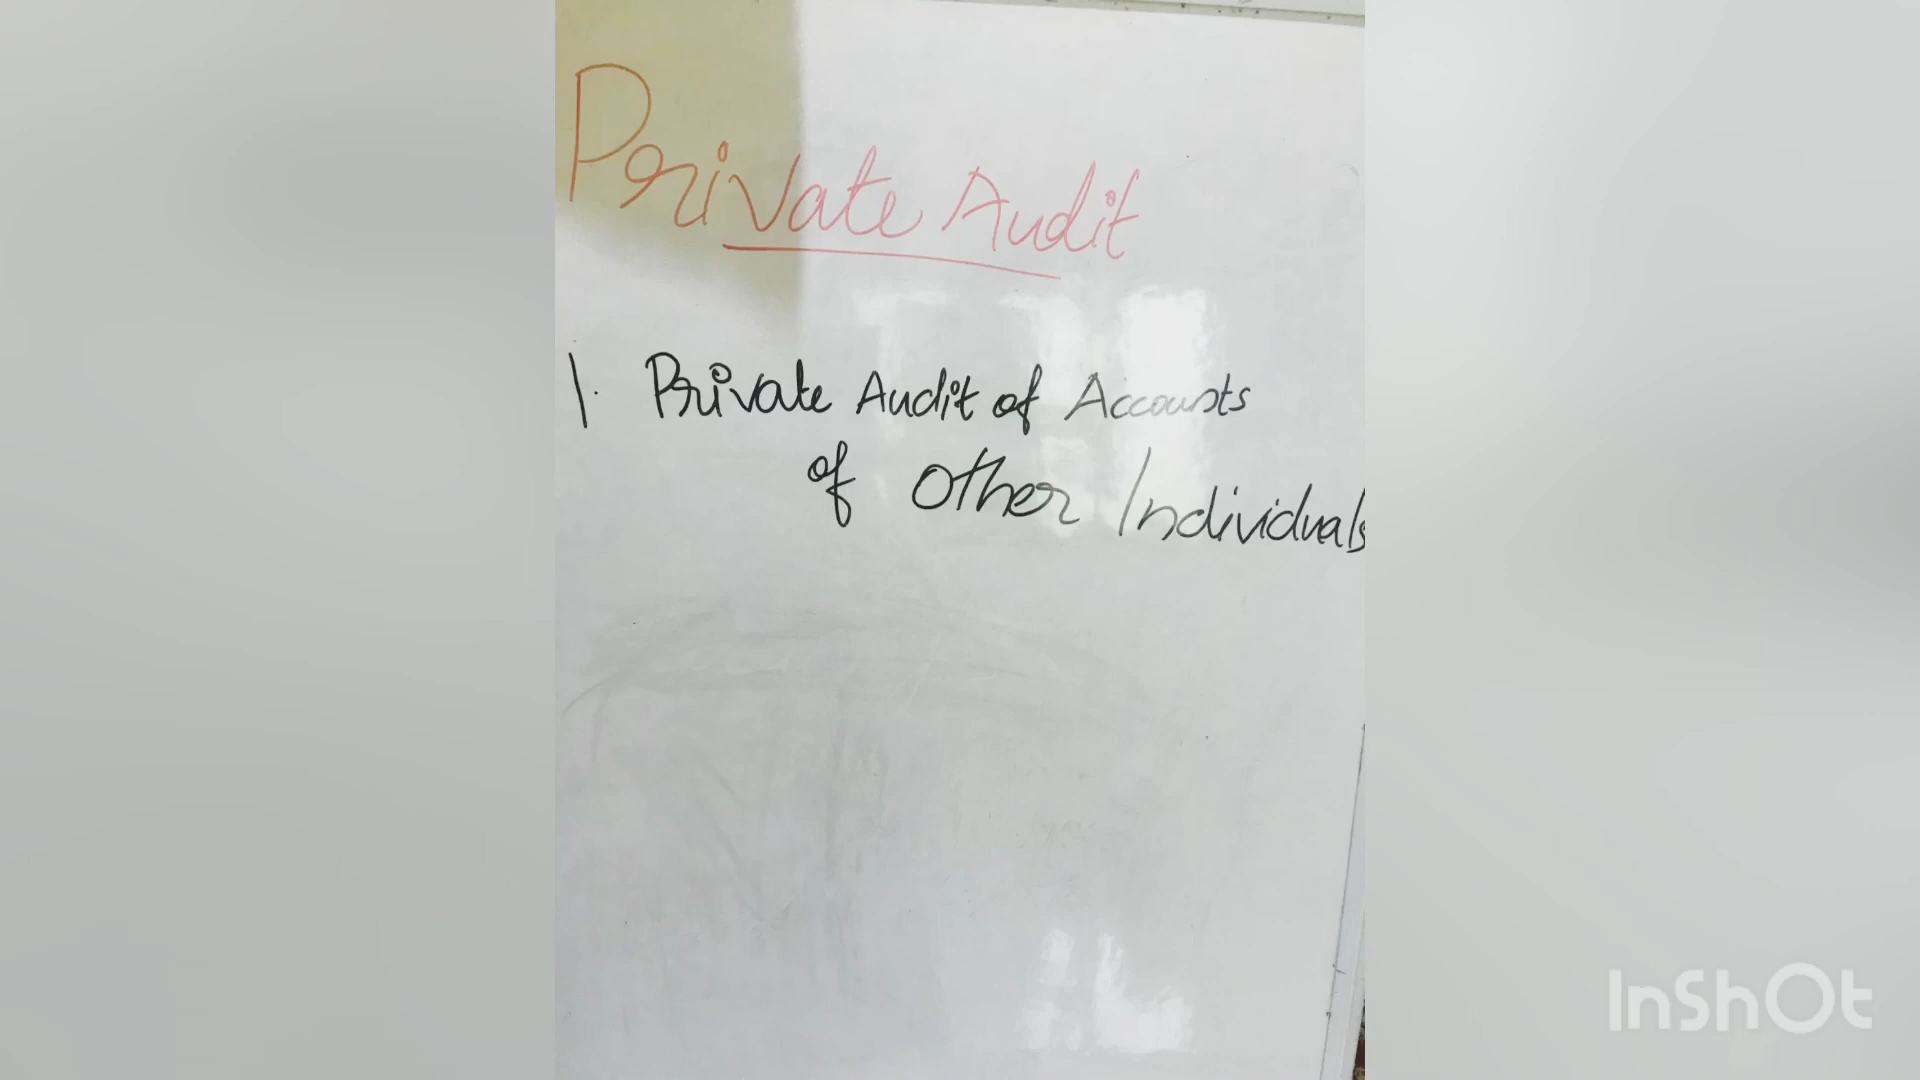 Private Audit
1. Private Audit of Accounts
of Other Individuals
InShOt